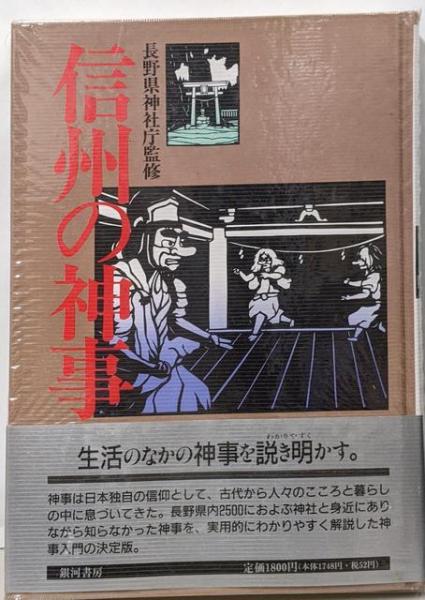 長野県神社庁監修
信州の神事
生活のなかの神事を説き明かす。
わかりやすく
神事は日本独自の信仰として、古代から人々のこころと暮らし
の中に息づいてきた。長野県内2500におよぶ神社と身近にあり
ながら知らなかった神事を、実用的にわかりやすく解説した神
事入門の決定版。
銀河書房
定価1800円(本体1748円・税52円)